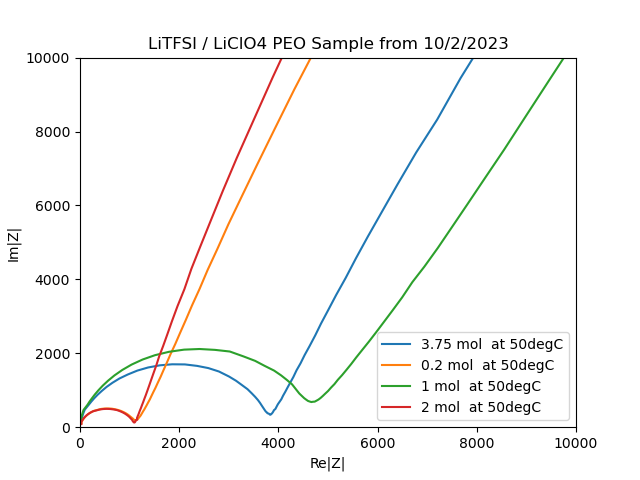 LiTFSI / LiClO4 PEO Sample from 10/2/2023
Im|Z|
10000
8000
6000
4000
2000
0
3.75 mol  at 50degC
0.2 mol  at 50degC
1 mol  at 50degC
2 mol  at 50degC
0 2000 4000 6000 8000 10000
Re|Z|